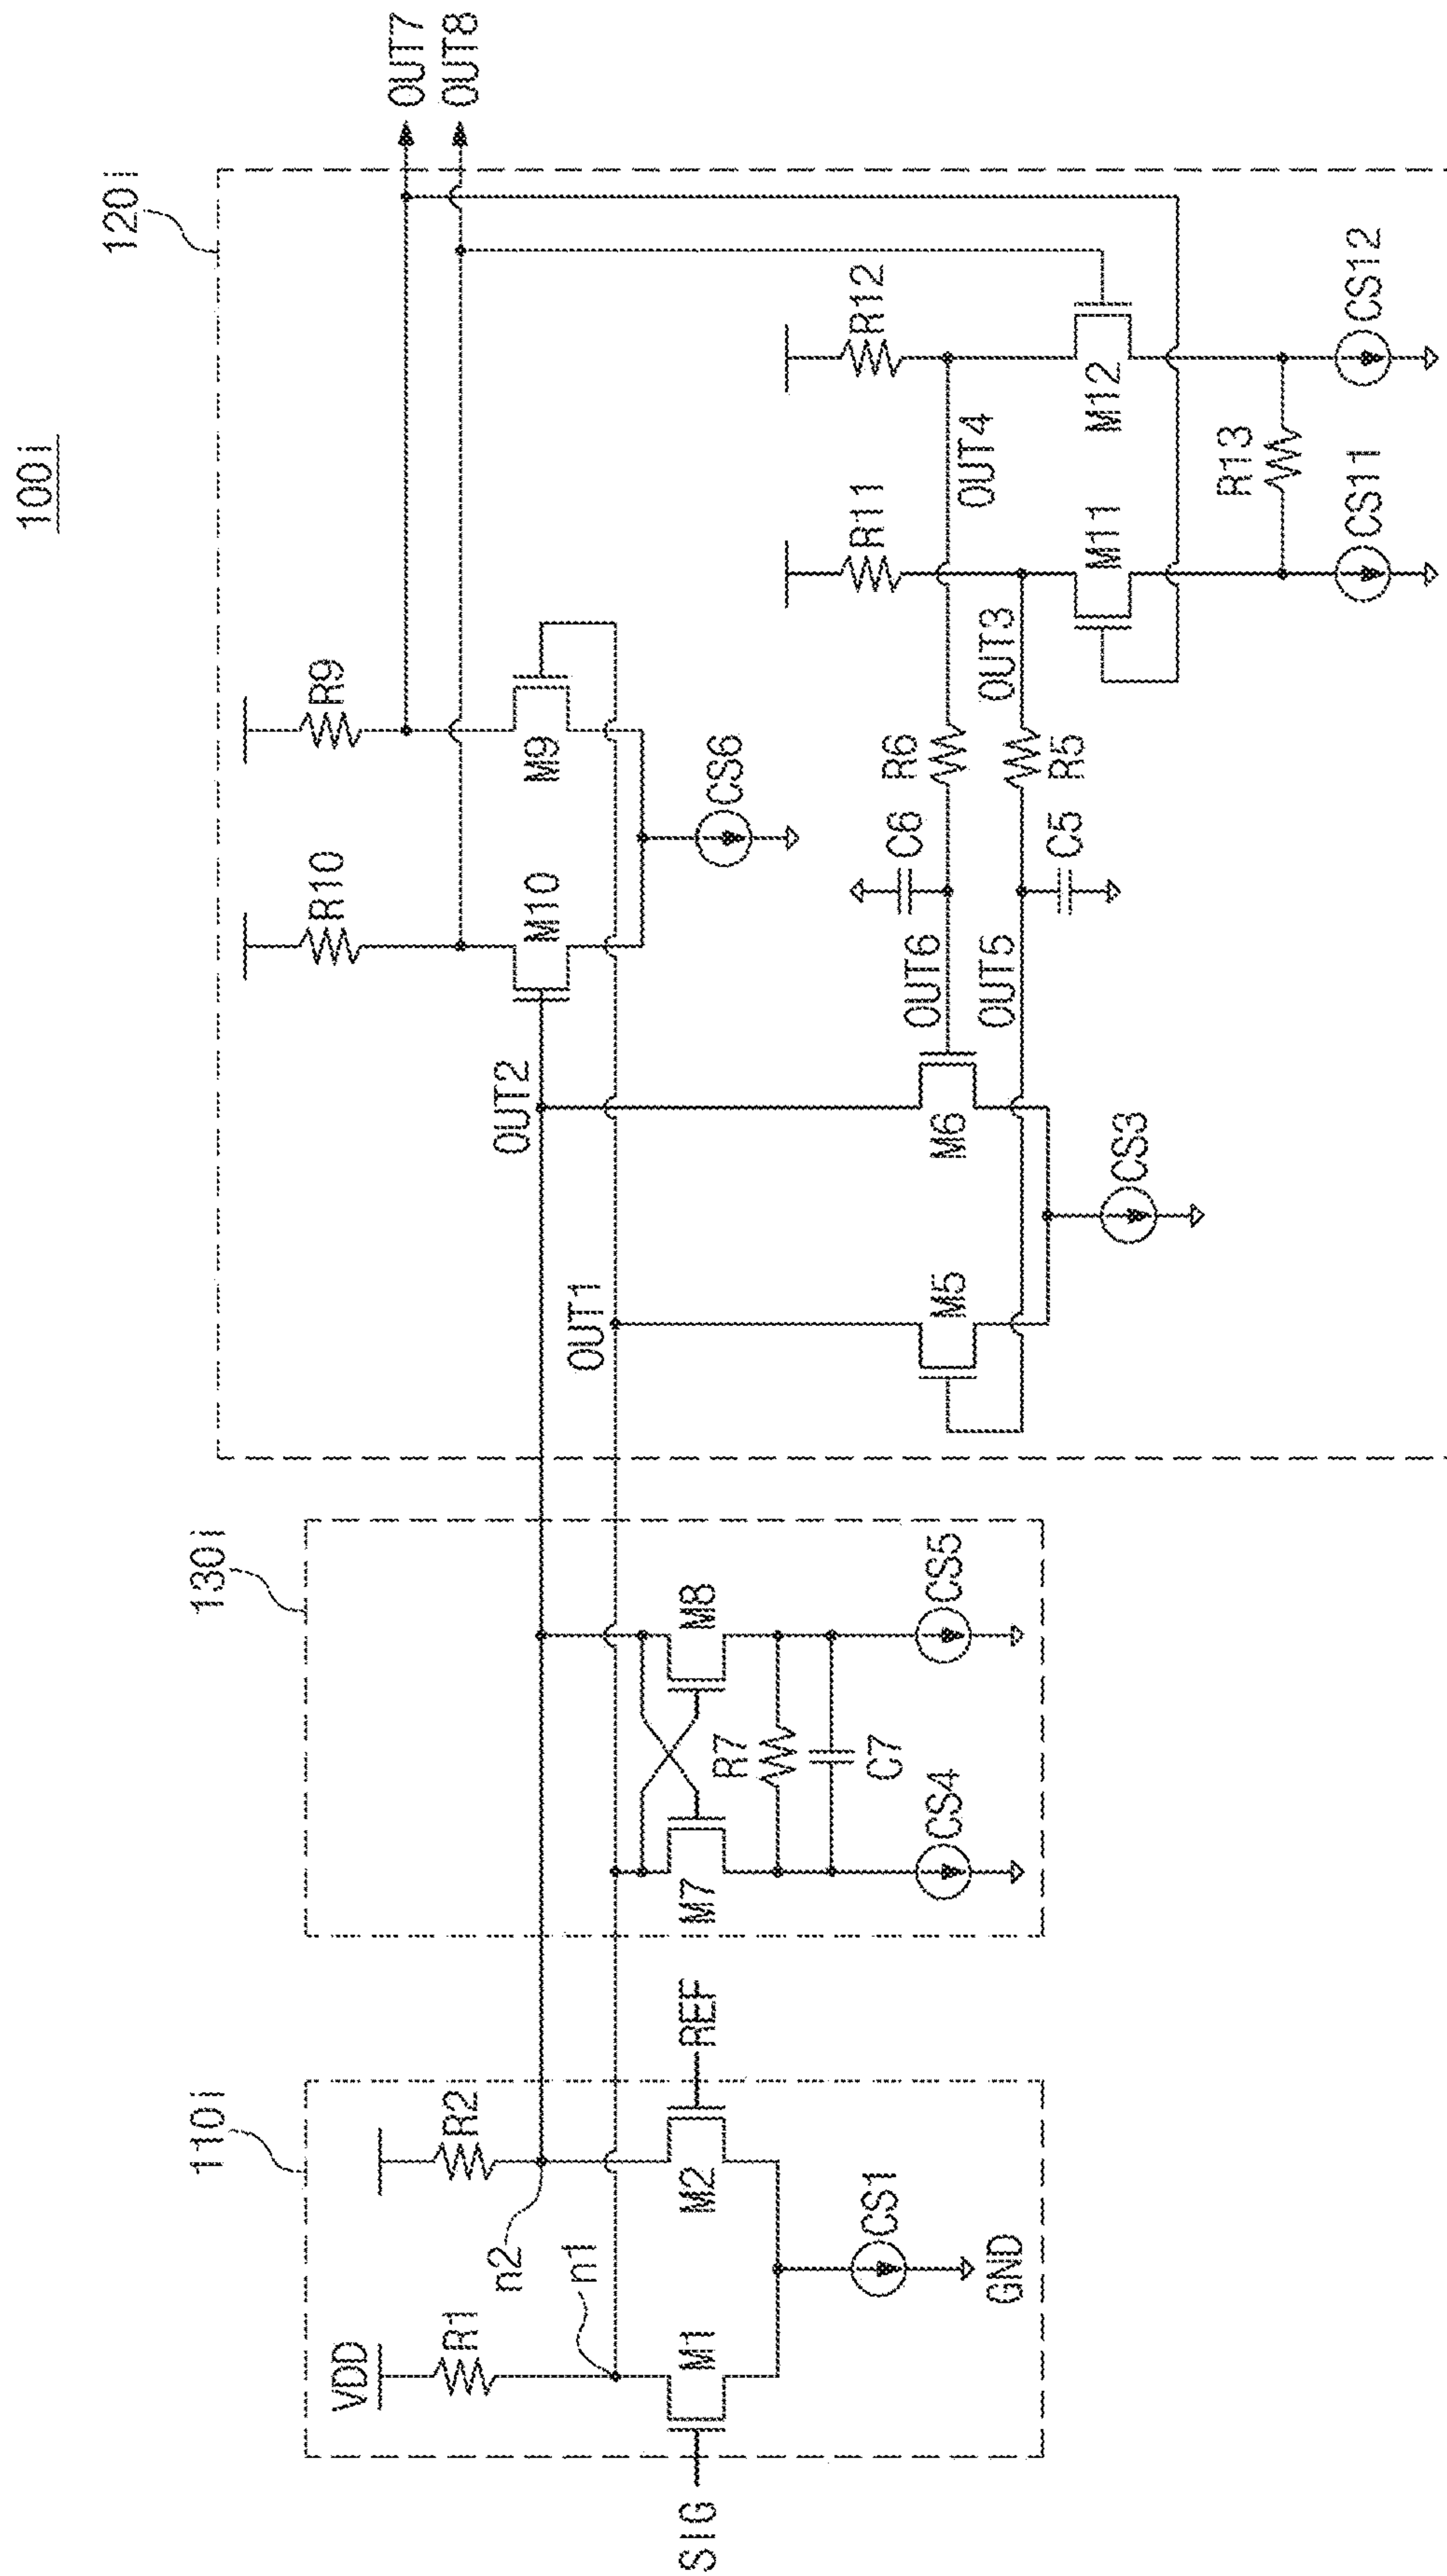 100i
120i
130i
110i
OUT7
OUT8
R10
R9
M10
M9
CS6
OUT2
OUT1
R12
R11
OUT4
OUT3
M12
M11
R13
CS12
CS11
R6
R5
C6
C5
OUT6
OUT5
M6
M5
CS3
M7
M8
R7
C7
CS4
CS5
VDD
R1
R2
n2
n1
M1
M2
SIG
REF
CS1
GND